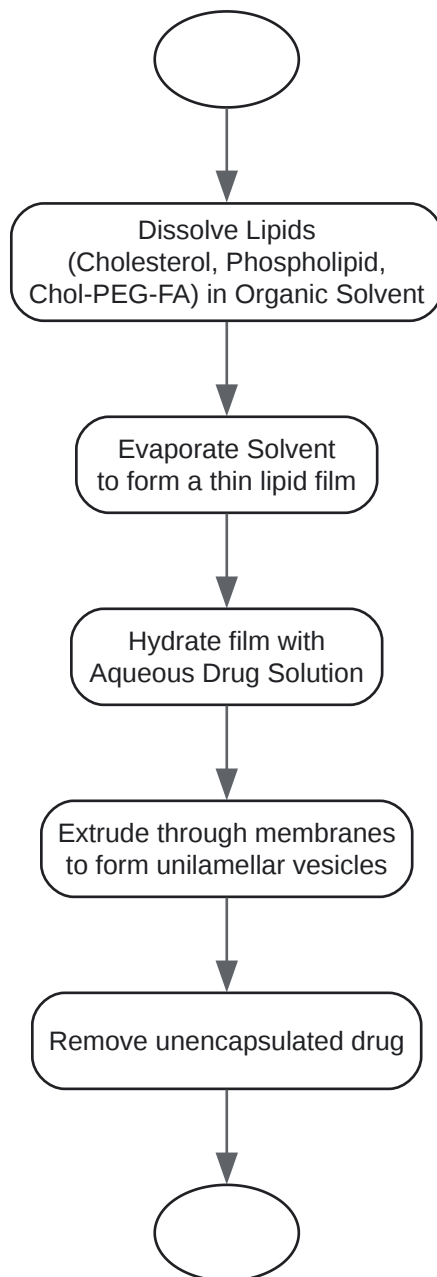 Dissolve Lipids
(Cholesterol, Phospholipid,
Chol-PEG-FA) in Organic Solvent
Evaporate Solvent
to form a thin lipid film
Hydrate film with
Aqueous Drug Solution
Extrude through membranes
to form unilamellar vesicles
Remove unencapsulated drug